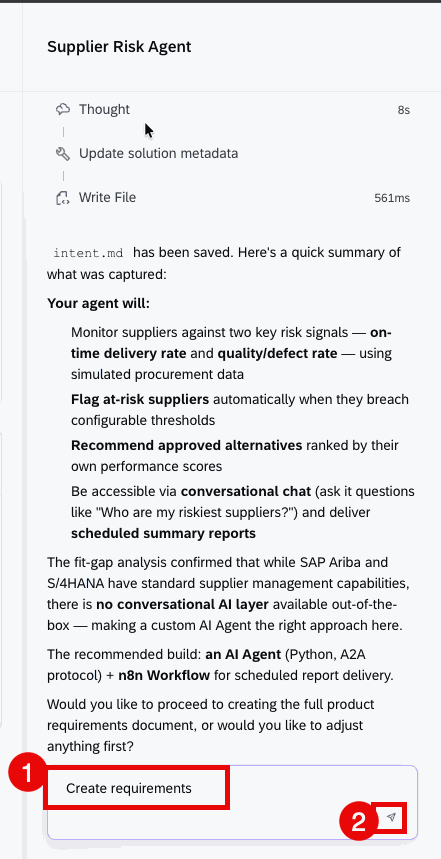 Supplier Risk Agent
Thought 8s
Update solution metadata
Write File 561ms
intent.md has been saved. Here's a quick summary of
what was captured:
Your agent will:
Monitor suppliers against two key risk signals — on-
time delivery rate and quality/defect rate — using
simulated procurement data
Flag at-risk suppliers automatically when they breach
configurable thresholds
Recommend approved alternatives ranked by their
own performance scores
Be accessible via conversational chat (ask it questions
like "Who are my riskiest suppliers?") and deliver
scheduled summary reports
The fit-gap analysis confirmed that while SAP Ariba and
S/4HANA have standard supplier management capabilities,
there is no conversational AI layer available out-of-the-
box — making a custom AI Agent the right approach here.
The recommended build: an AI Agent (Python, A2A
protocol) + n8n Workflow for scheduled report delivery.
Would you like to proceed to creating the full product
requirements document, or would you like to adjust
anything first?
1
Create requirements
2